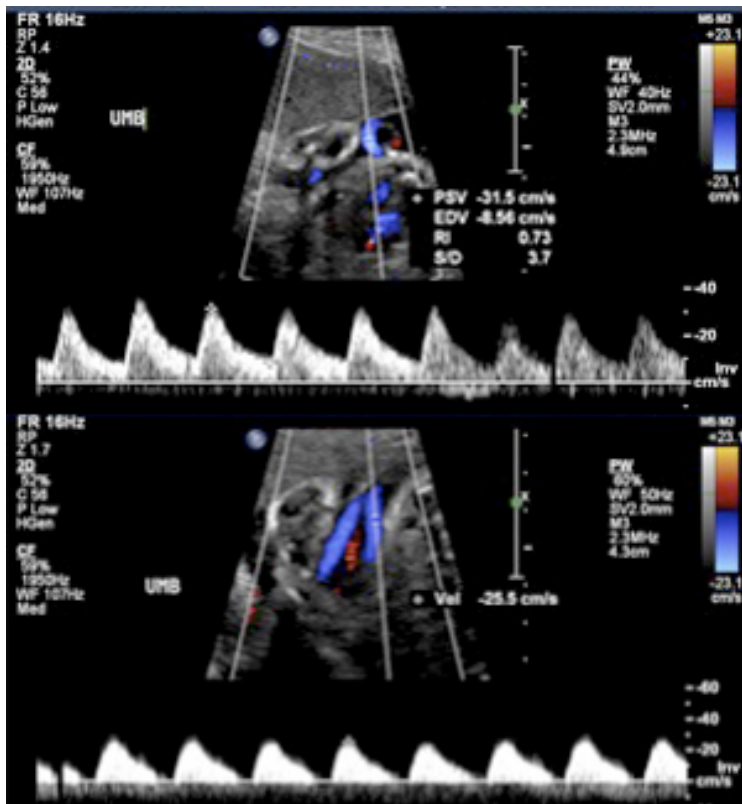 FR 16Hz
RP
Z 1.4
2D
52%
C 56
P Low
HGen
CF
59%
1950Hz
WF 107Hz
Med
UMB
M5 M3
+23.1
-23.1
cm/s
PW
44%
WF 40Hz
SV2.0mm
M3
2.3MHz
4.9cm
PSV -31.5 cm/s
EDV -8.56 cm/s
RI 0.73
S/D 3.7
-40
-20
Inv
cm/s
FR 16Hz
RP
Z 1.7
2D
52%
C 56
P Low
HGen
CF
59%
1950Hz
WF 107Hz
Med
UMB
M5 M3
+23.1
-23.1
cm/s
PW
60%
WF 50Hz
SV2.0mm
M3
2.3MHz
4.3cm
Vel -25.5 cm/s
-60
-40
-20
Inv
cm/s